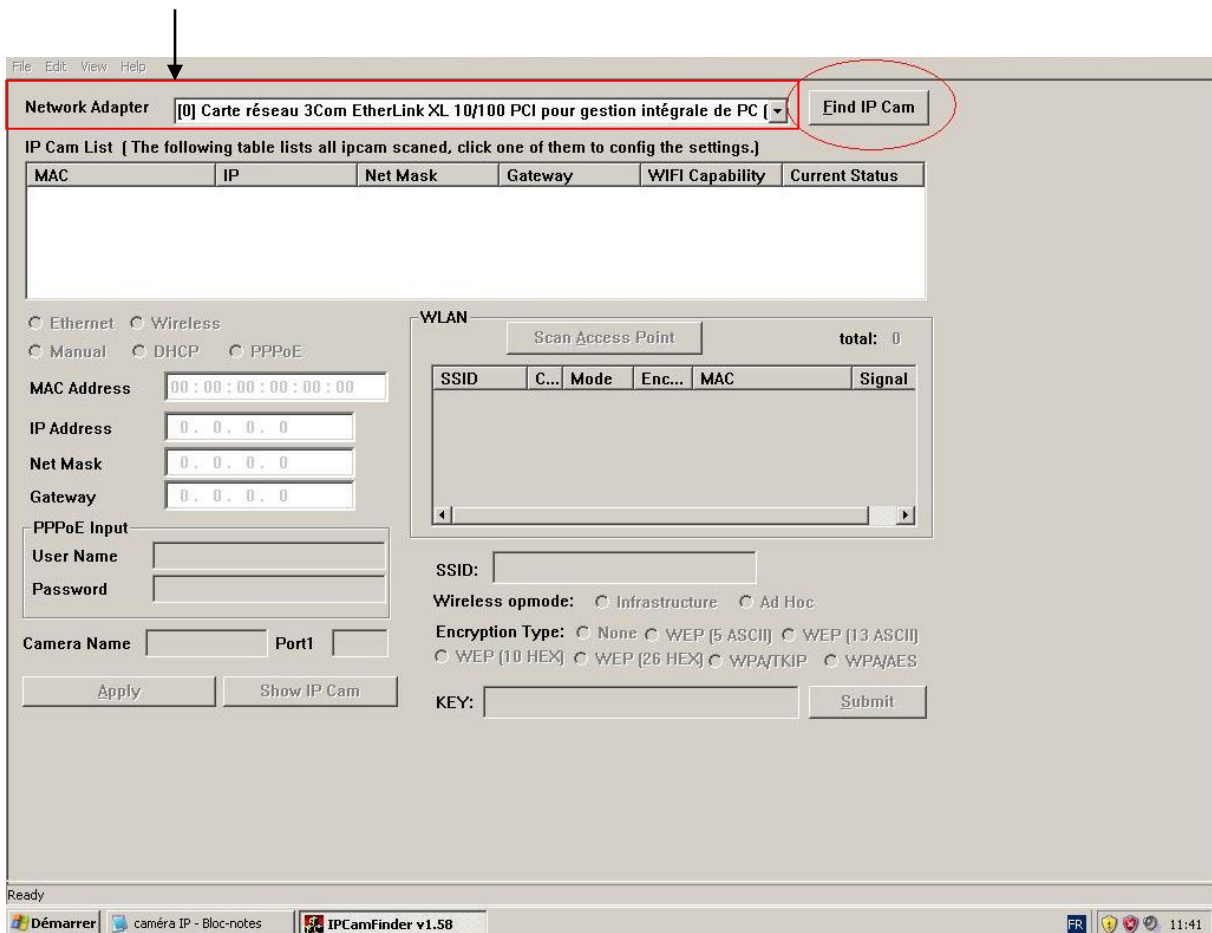 File Edit View Help
Network Adapter [0] Carte réseau 3Com EtherLink XL 10/100 PCI pour gestion intégrale de PC ( Find IP Cam
IP Cam List ( The following table lists all ipcam scaned, click one of them to config the settings.)
MAC IP Net Mask Gateway WIFI Capability Current Status
Ethernet Wireless
Manual DHCP PPPoE
MAC Address 00 : 00 : 00 : 00 : 00 : 00
IP Address 0 . 0 . 0 . 0
Net Mask 0 . 0 . 0 . 0
Gateway 0 . 0 . 0 . 0
PPPoE Input
User Name
Password
Camera Name Port1
Apply Show IP Cam
WLAN
Scan Access Point total: 0
SSID C... Mode Enc... MAC Signal
SSID:
Wireless opmode: Infrastructure Ad Hoc
Encryption Type: None WEP (5 ASCII) WEP (13 ASCII)
WEP (10 HEX) WEP (26 HEX) WPA/TKIP WPA/AES
KEY: Submit
Ready
Démarrer caméra IP - Bloc-notes IPCamFinder v1.58 FR 11:41